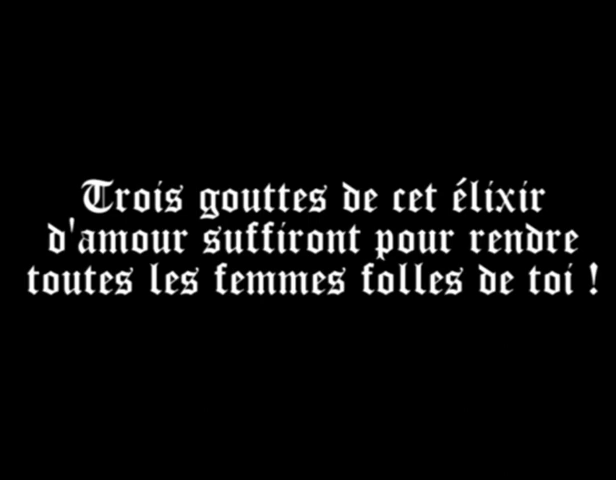 Trois gouttes de cet élixir
d'amour suffiront pour rendre
toutes les femmes folles de toi !